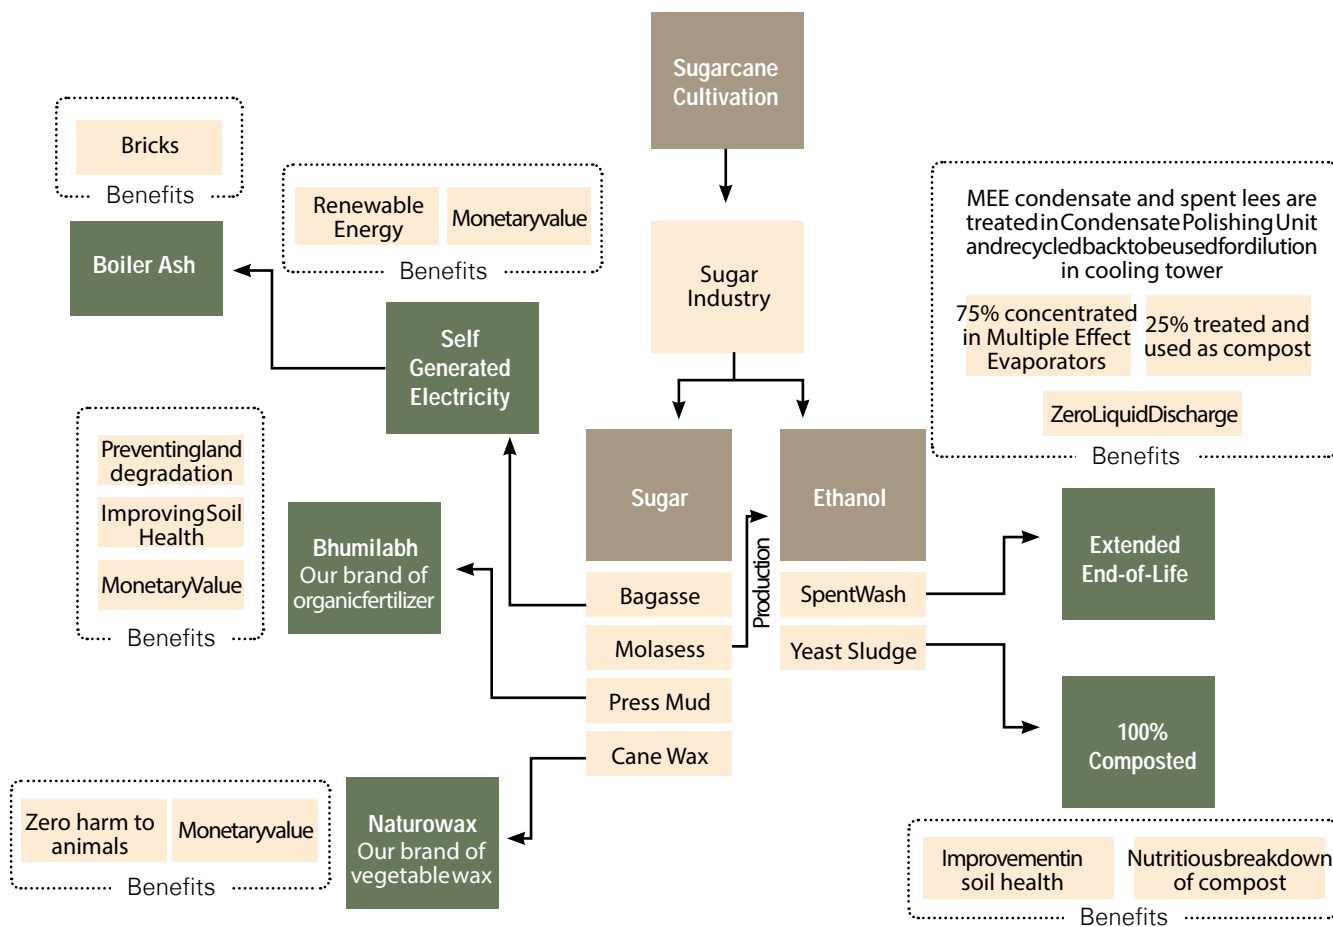 Sugarcane
Cultivation
Bricks
Benefits
Renewable
Energy
Monetaryvalue
Benefits
Boiler Ash
Sugar
Industry
MEE condensate and spent lees are
treatedinCondensatePolishingUnit
andrecycledbacktobeusedfordilution
in cooling tower
75% concentrated
in Multiple Effect
Evaporators
25% treated and
used as compost
ZeroLiquidDischarge
Benefits
Self
Generated
Electricity
Preventingland
degradation
ImprovingSoil
Health
MonetaryValue
Benefits
Bhumilabh
Our brand of
organicfertilizer
Sugar
Ethanol
Production
Bagasse
Molasess
Press Mud
Cane Wax
SpentWash
Yeast Sludge
Extended
End-of-Life
100%
Composted
Zero harm to
animals
Monetaryvalue
Benefits
Naturowax
Our brand of
vegetablewax
Improvementin
soil health
Nutritiousbreakdown
of compost
Benefits